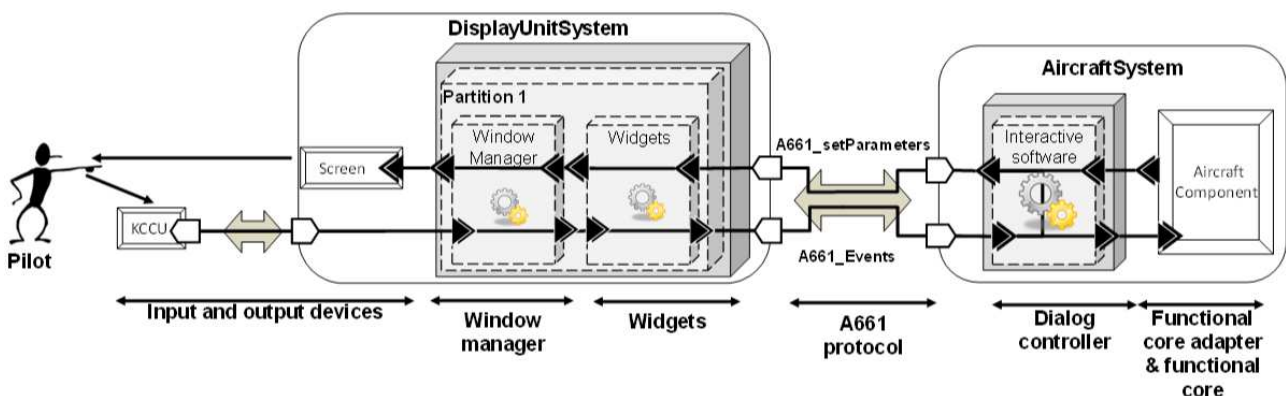 DisplayUnitSystem
AircraftSystem
Partition 1
Window
Manager
Widgets
A661_setParameters
Interactive
software
Screen
Aircraft
Component
KCCU
Pilot
A661_Events
Input and output devices
Window
manager
Widgets
A661
protocol
Dialog
controller
Functional
core adapter
& functional
core